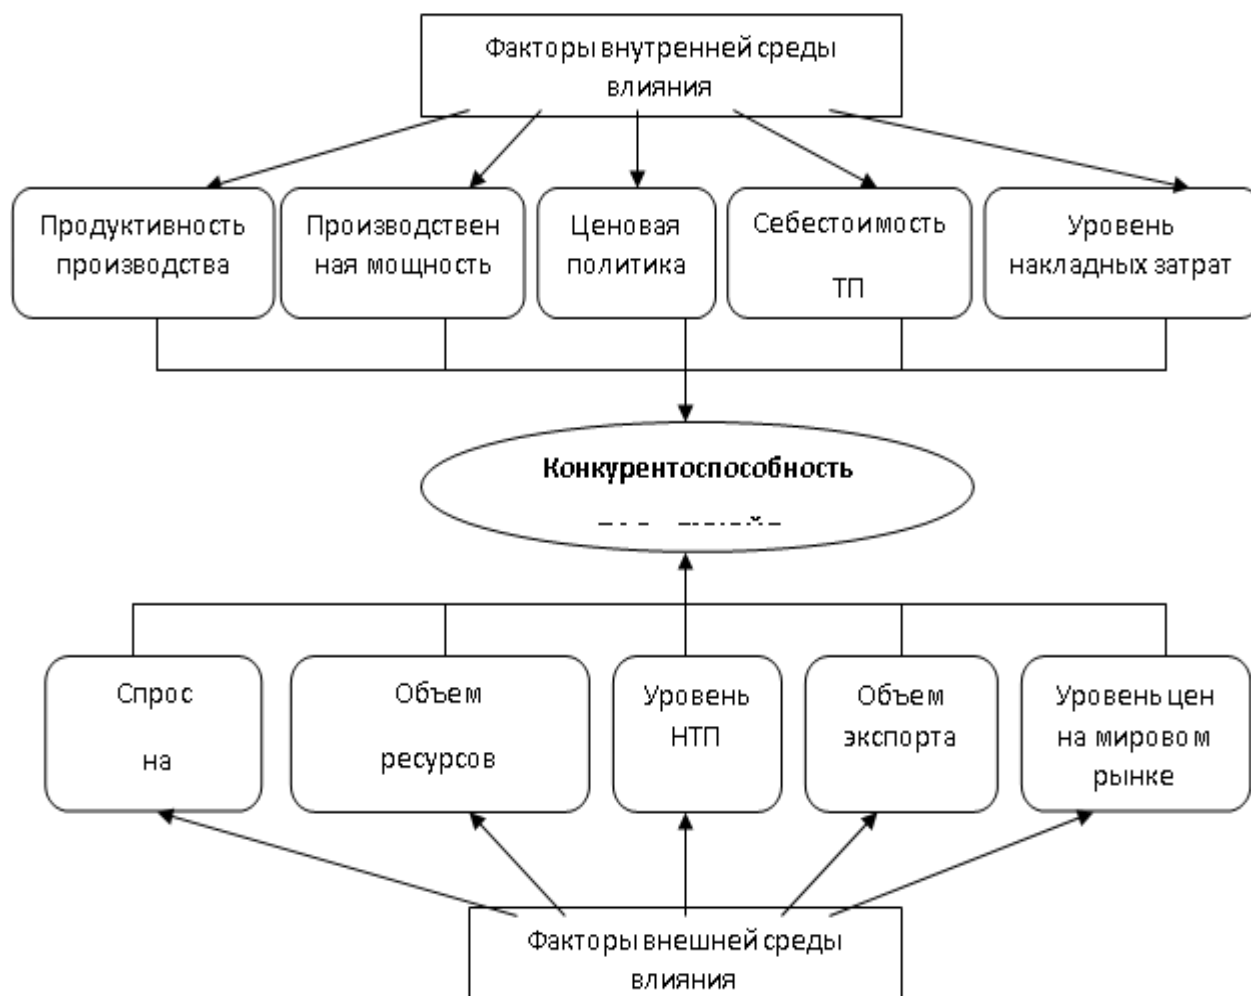 Факторы внутренней среды
влияния
Продуктивность
производства
Производствен
ная мощность
Ценовая
политика
Себестоимость
ТП
Уровень
накладных затрат
Конкурентоспособность
Спрос
на
Объем
ресурсов
Уровень
НТП
Объем
экспорта
Уровень цен
на мировом
рынке
Факторы внешней среды
влияния